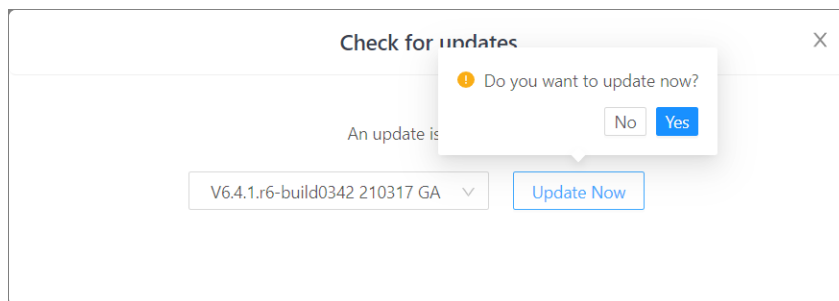 Check for updates
Do you want to update now?
No Yes
An update is
V6.4.1.r6-build0342 210317 GA
Update Now